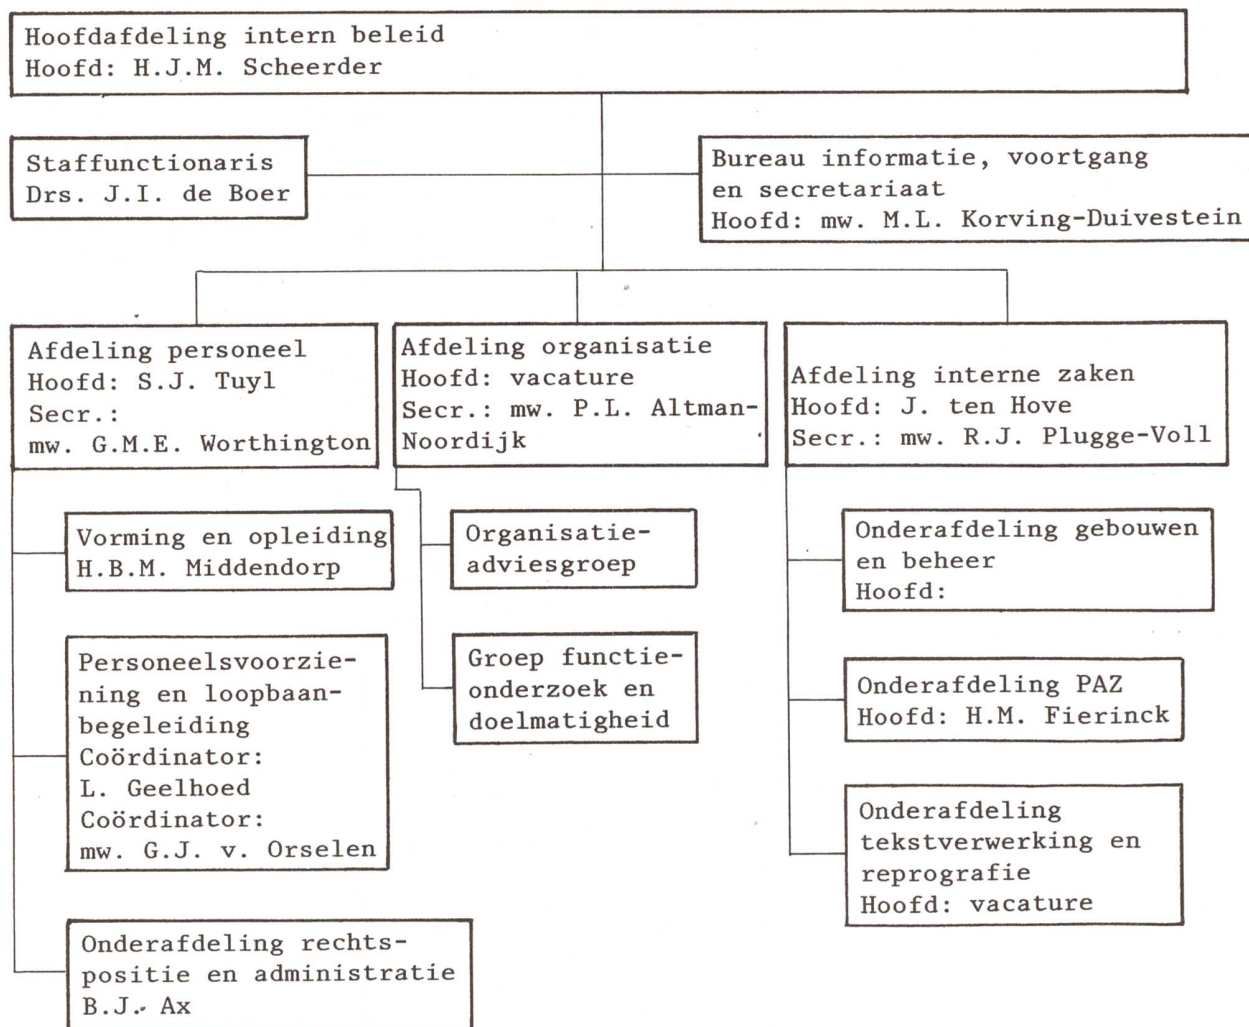 Hoofdafdeling intern beleid
Hoofd: H.J.M. Scheerder
Staffunctionaris
Drs. J.I. de Boer
Bureau informatie, voortgang
en secretariaat
Hoofd: mw. M.L. Korving-Duivestein
Afdeling personeel
Hoofd: S.J. Tuyl
Secr.:
mw. G.M.E. Worthington
Vorming en opleiding
H.B.M. Middendorp
Personeelsvoorzie-
ning en loopbaan-
begeleiding
Coördinator:
L. Geelhoed
Coördinator:
mw. G.J. v. Orselen
Onderafdeling rechts-
positie en administratie
B.J. Ax
Afdeling organisatie
Hoofd: vacature
Secr.: mw. P.L. Altman-
Noordijk
Organisatie-
adviesgroep
Groep functie-
onderzoek en
doelmatigheid
Afdeling interne zaken
Hoofd: J. ten Hove
Secr.: mw. R.J. Plugge-Voll
Onderafdeling gebouwen
en beheer
Hoofd:
Onderafdeling PAZ
Hoofd: H.M. Fierinck
Onderafdeling
tekstverwerking en
reprografie
Hoofd: vacature